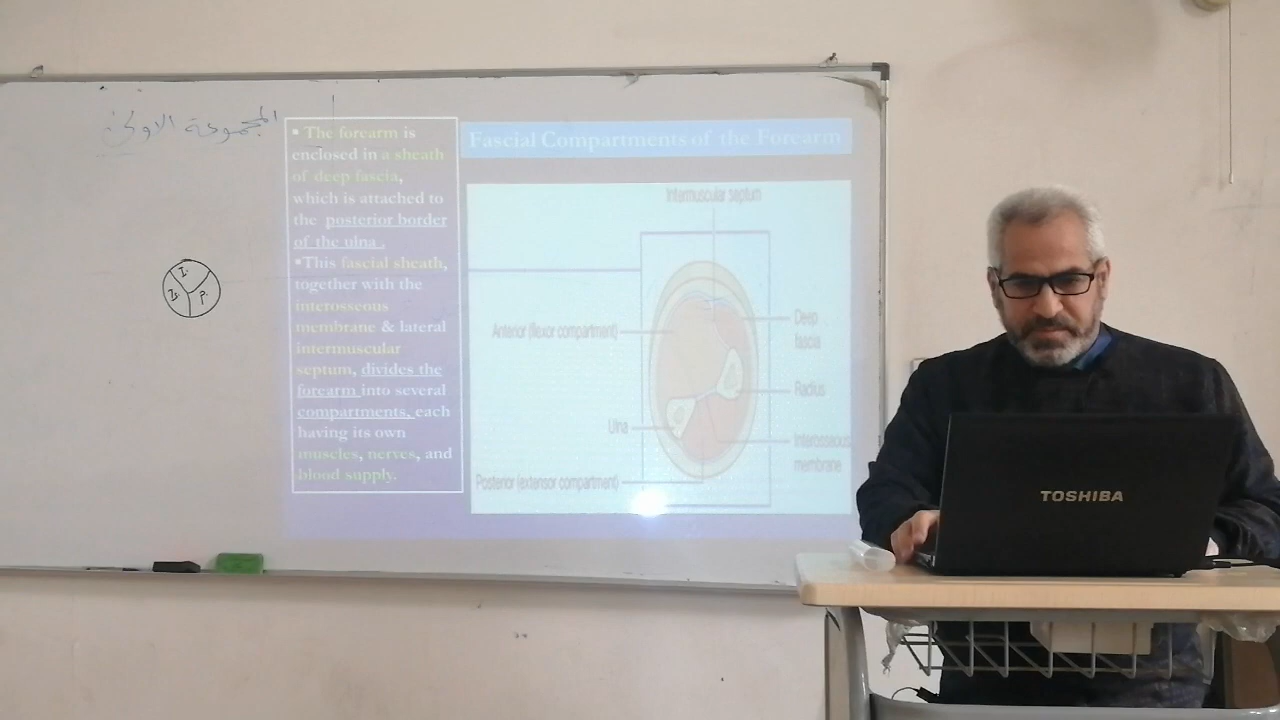 المجموعة الاولى
▪ The forearm is
enclosed in a sheath
of deep fascia,
which is attached to
the posterior border
of the ulna .
▪This fascial sheath,
together with the
interosseous
membrane & lateral
intermuscular
septum, divides the
forearm into several
compartments, each
having its own
muscles, nerves, and
blood supply.
Fascial Compartments of the Forearm
Intermuscular septum
Anterior (flexor compartment)
Deep
fascia
Radius
Ulna
Interosseous
membrane
Posterior (extensor compartment)
P.
TOSHIBA